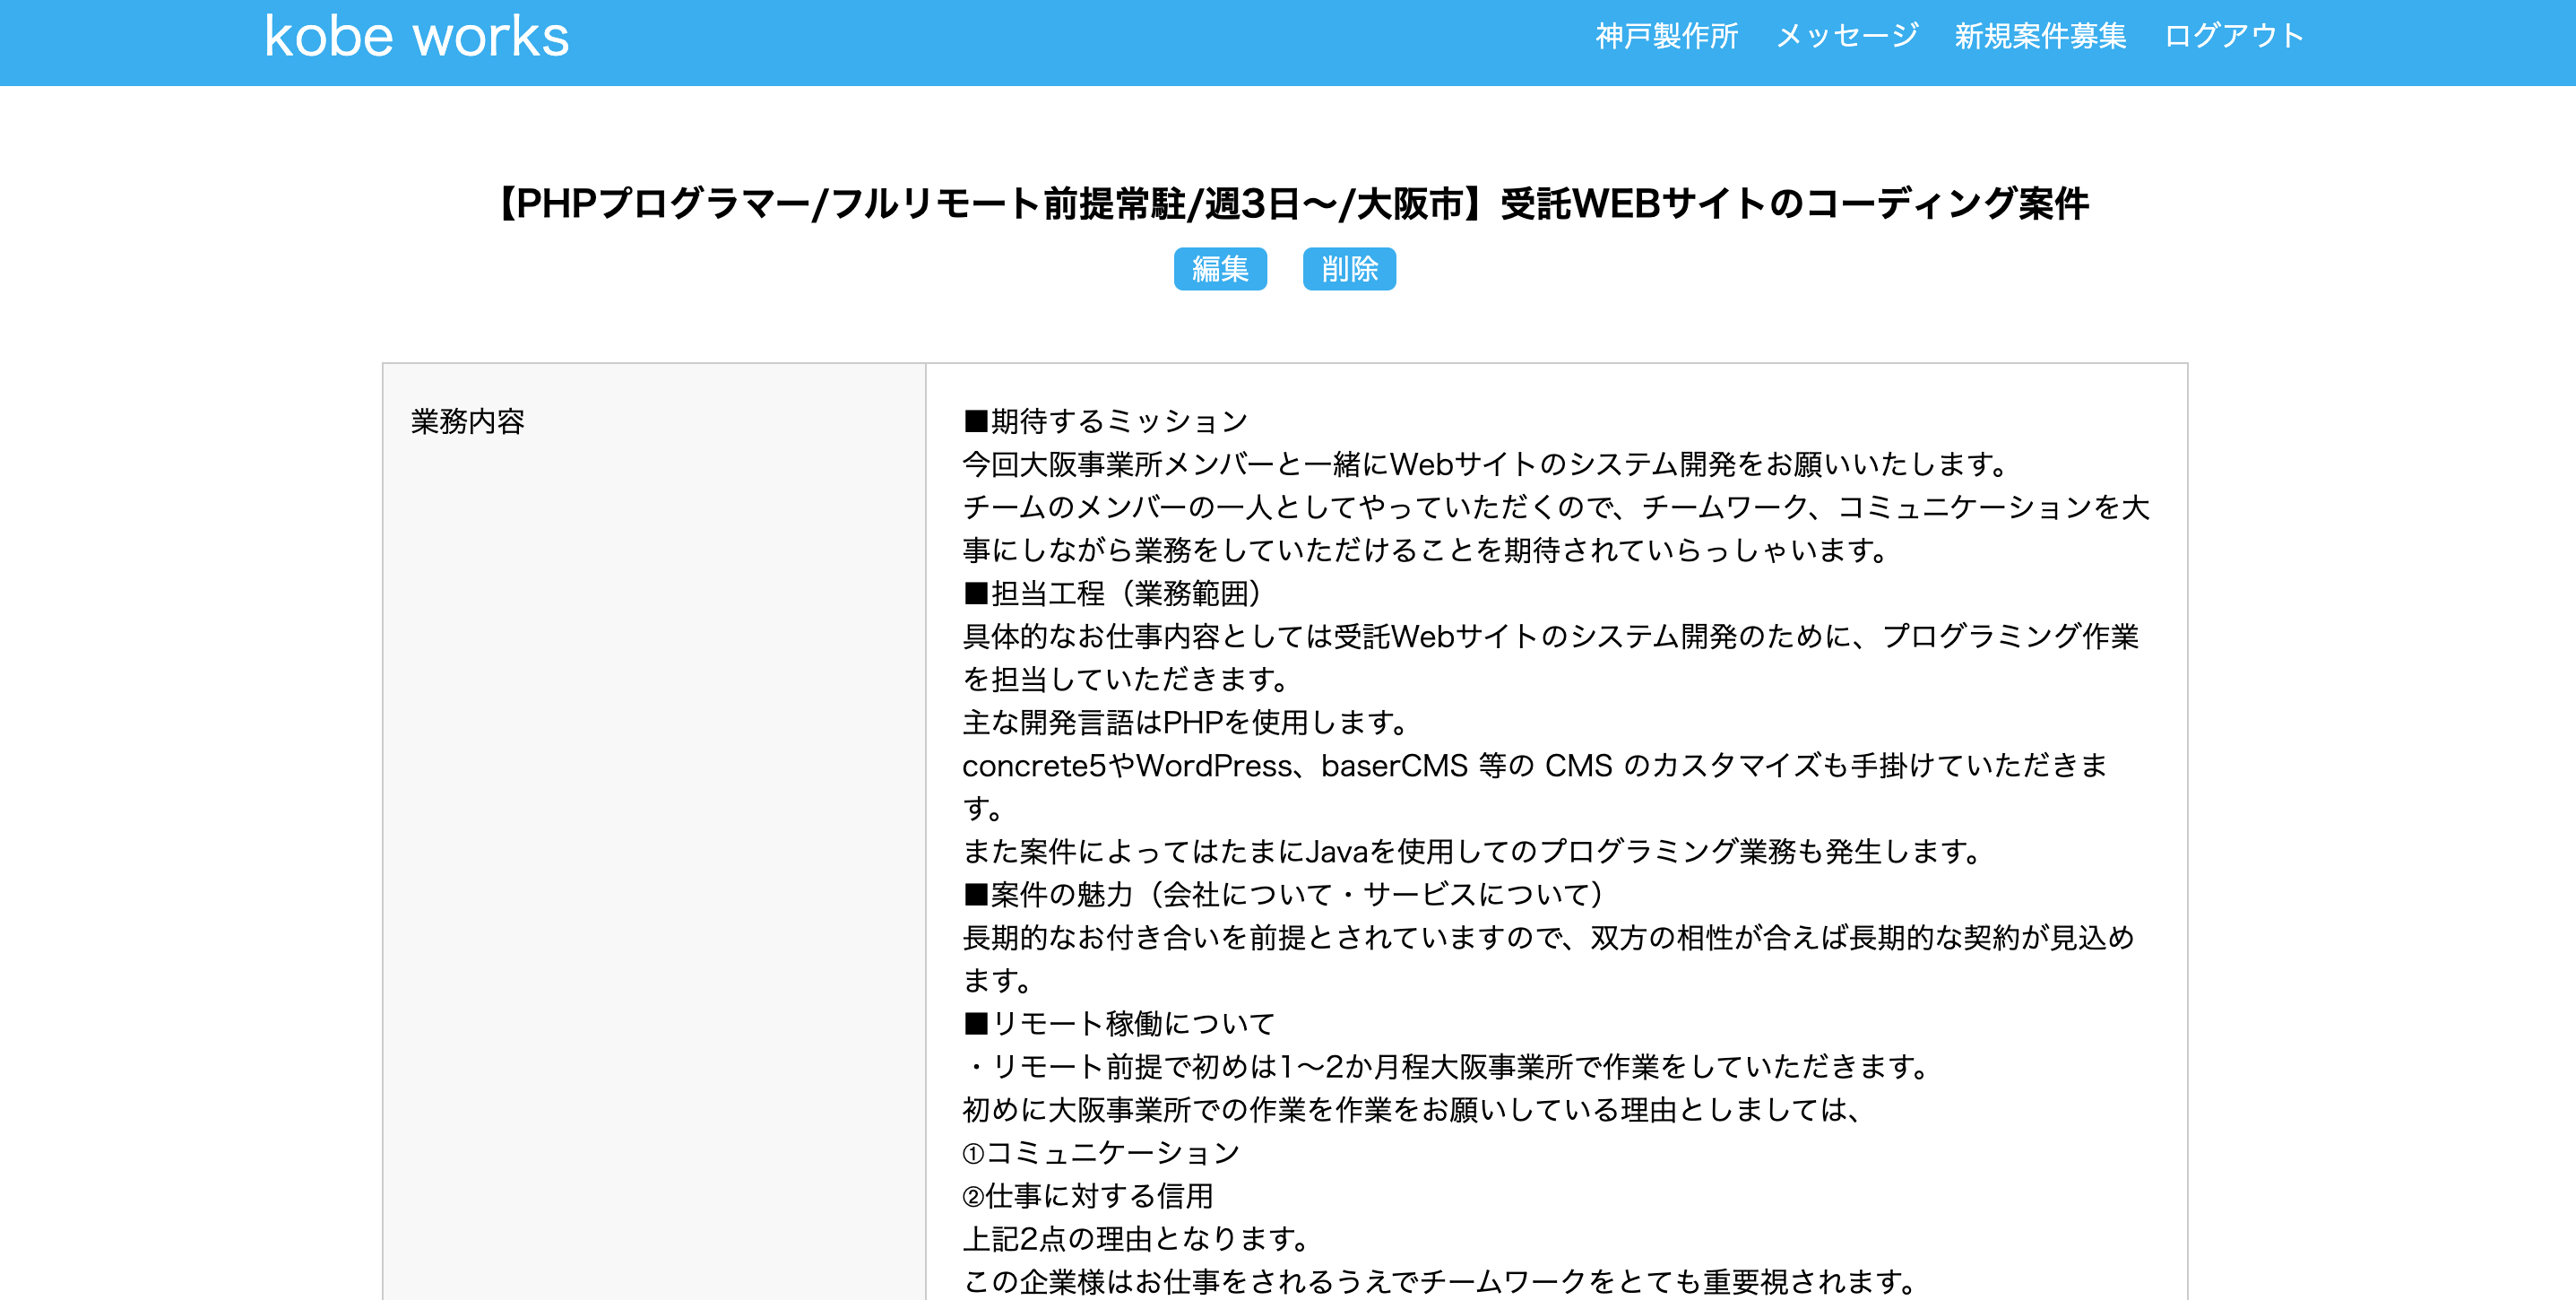 kobe works
神戸製作所 メッセージ 新規案件募集 ログアウト
【PHPプログラマー/フルリモート前提常駐/週3日〜/大阪市】受託WEBサイトのコーディング案件
編集 削除
業務内容
■期待するミッション
今回大阪事業所メンバーと一緒にWebサイトのシステム開発をお願いいたします。
チームのメンバーの一人としてやっていただくので、チームワーク、コミュニケーションを大
事にしながら業務をしていただけることを期待されていらっしゃいます。
■担当工程（業務範囲）
具体的なお仕事内容としては受託Webサイトのシステム開発のために、プログラミング作業
を担当していただきます。
主な開発言語はPHPを使用します。
concrete5やWordPress、baserCMS 等の CMS のカスタマイズも手掛けていただきま
す。
また案件によってはたまにJavaを使用してのプログラミング業務も発生します。
■案件の魅力（会社について・サービスについて）
長期的なお付き合いを前提とされていますので、双方の相性が合えば長期的な契約が見込め
ます。
■リモート稼働について
・リモート前提で初めは1〜2か月程大阪事業所で作業をしていただきます。
初めに大阪事業所での作業を作業をお願いしている理由としましては、
①コミュニケーション
②仕事に対する信用
上記2点の理由となります。
この企業様はお仕事をされるうえでチームワークをとても重要視されます。